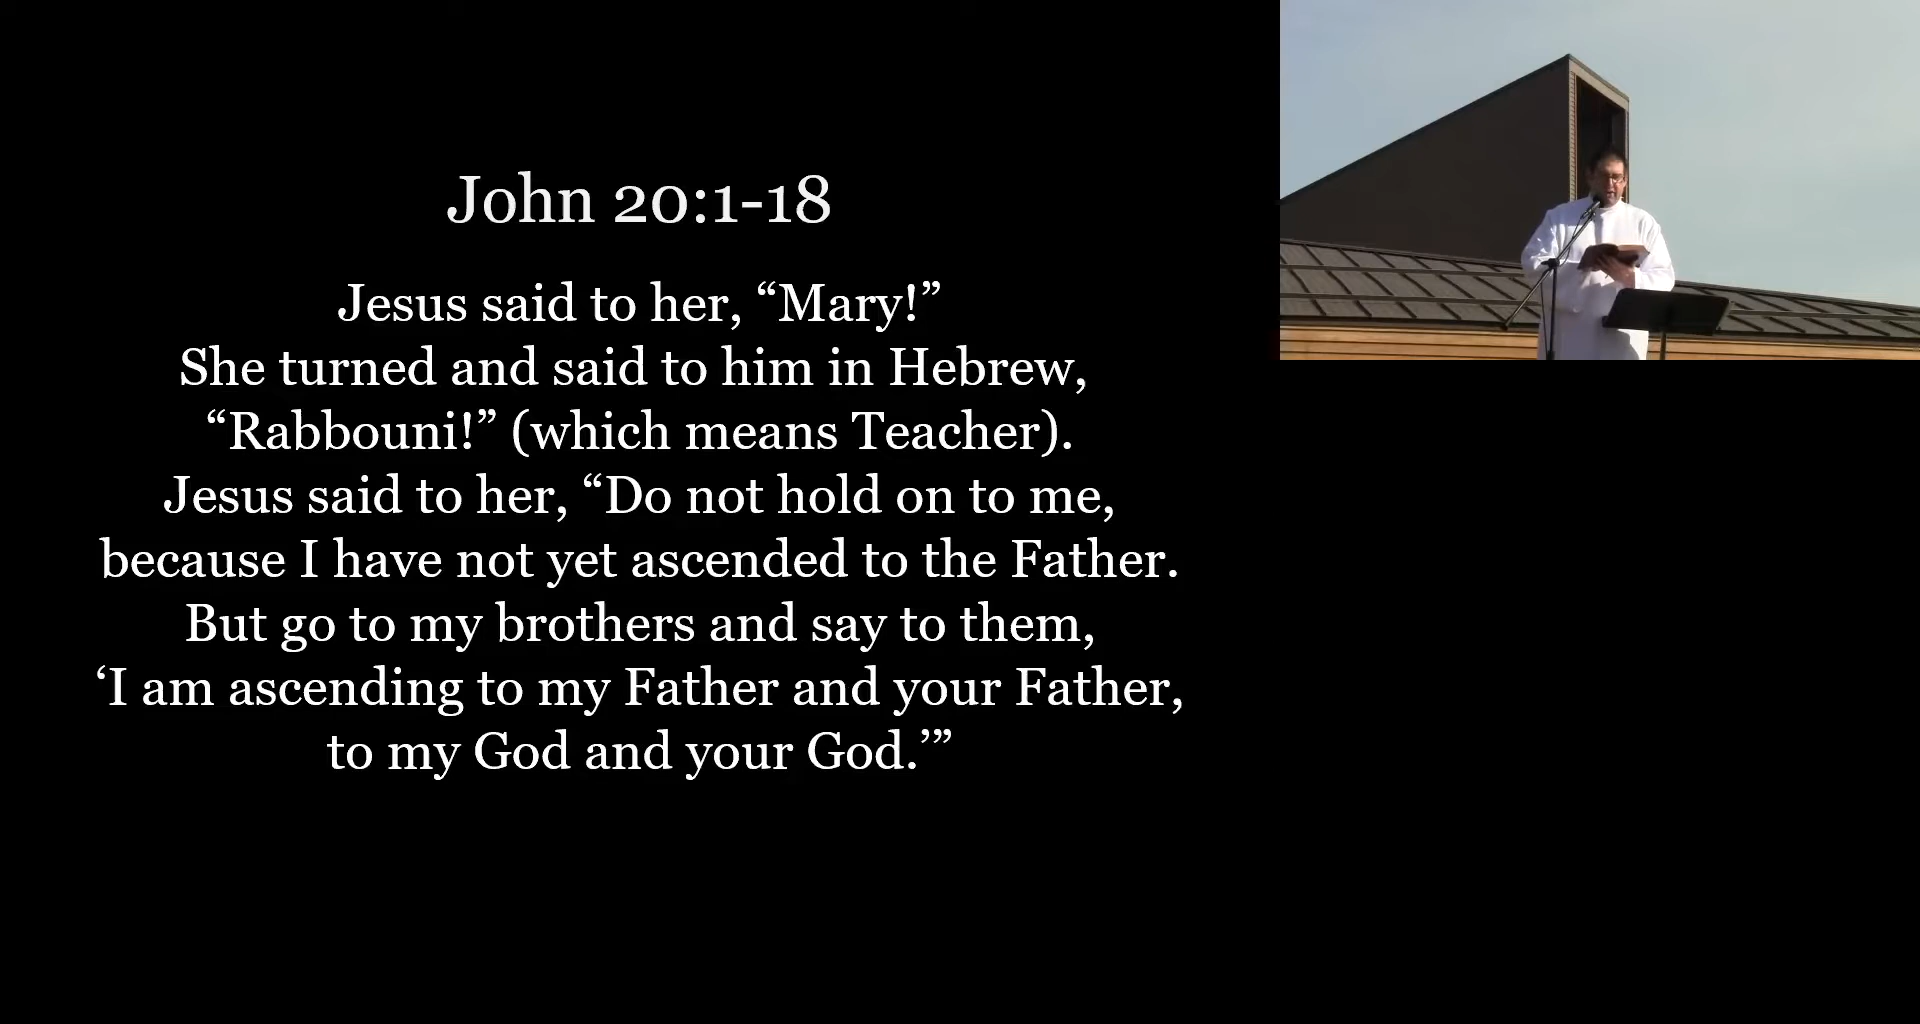 John 20:1-18
Jesus said to her, “Mary!”
She turned and said to him in Hebrew,
“Rabbouni!” (which means Teacher).
Jesus said to her, “Do not hold on to me,
because I have not yet ascended to the Father.
But go to my brothers and say to them,
‘I am ascending to my Father and your Father,
to my God and your God.’”